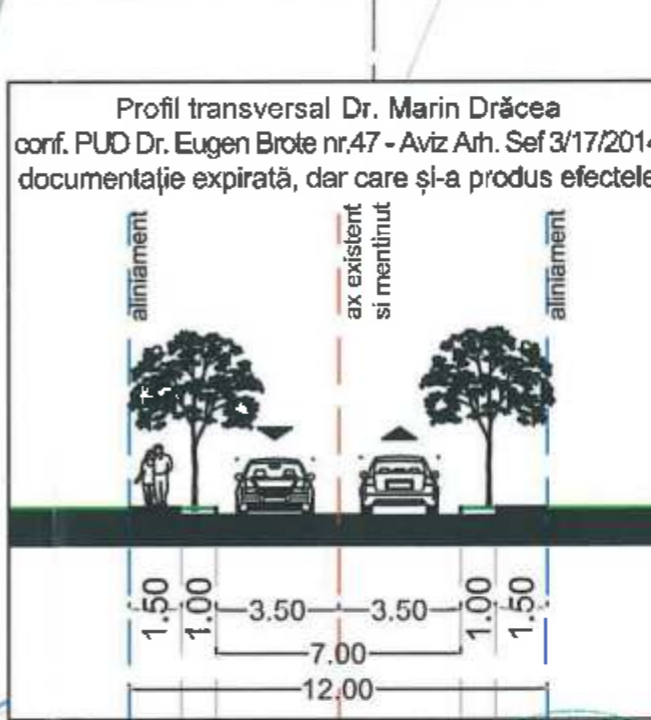 Profil transversal Dr. Marin Drăcea
conf. PUD Dr. Eugen Brote nr.47 - Aviz Arh. Sef 3/17/2014
documentație expirată, dar care și-a produs efectele
aliniament
ax existent
si mentinut
aliniament
1.50
1.00
3.50
3.50
1.00
1.50
7.00
12.00